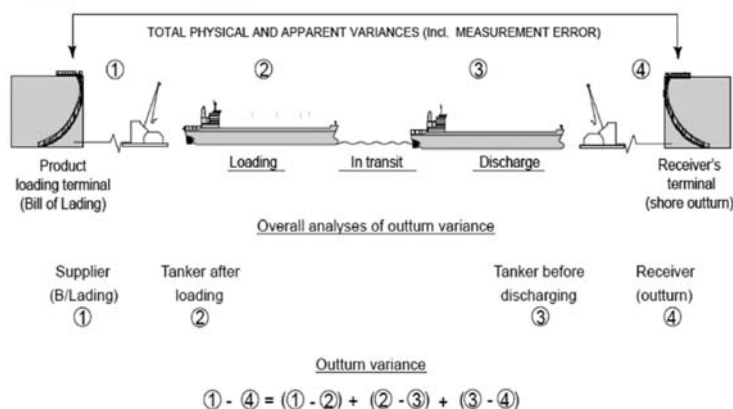 TOTAL PHYSICAL AND APPARENT VARIANCES (Incl. MEASUREMENT ERROR)
① ② ③ ④
Product
loading terminal
(Bill of Lading)
Loading In transit Discharge
Receiver's
terminal
(shore outturn)
Overall analyses of outturn variance
Supplier
(B/Lading)
①
Tanker after
loading
②
Tanker before
discharging
③
Receiver
(outturn)
④
Outturn variance
① - ④ = (① - ②) + (② - ③) + (③ - ④)